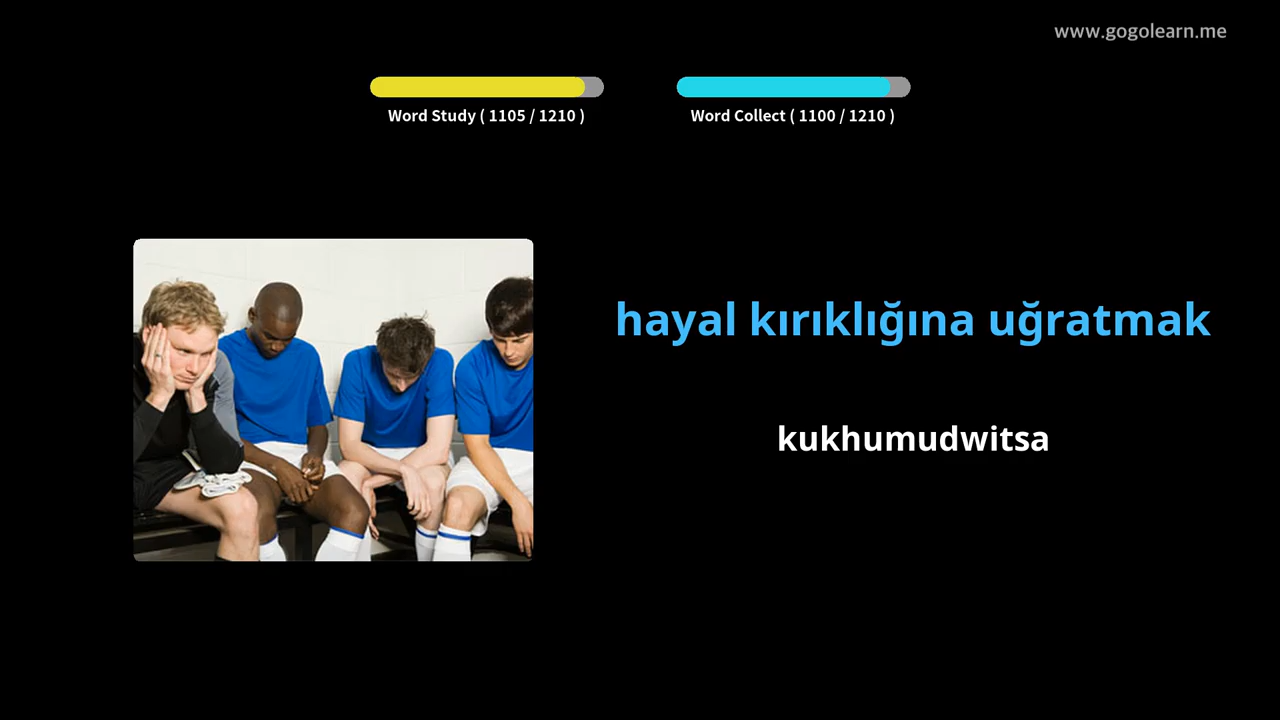 www.gogolearn.me
Word Study ( 1105 / 1210 )
Word Collect ( 1100 / 1210 )
hayal kırıklığına uğratmak
kukhumudwitsa